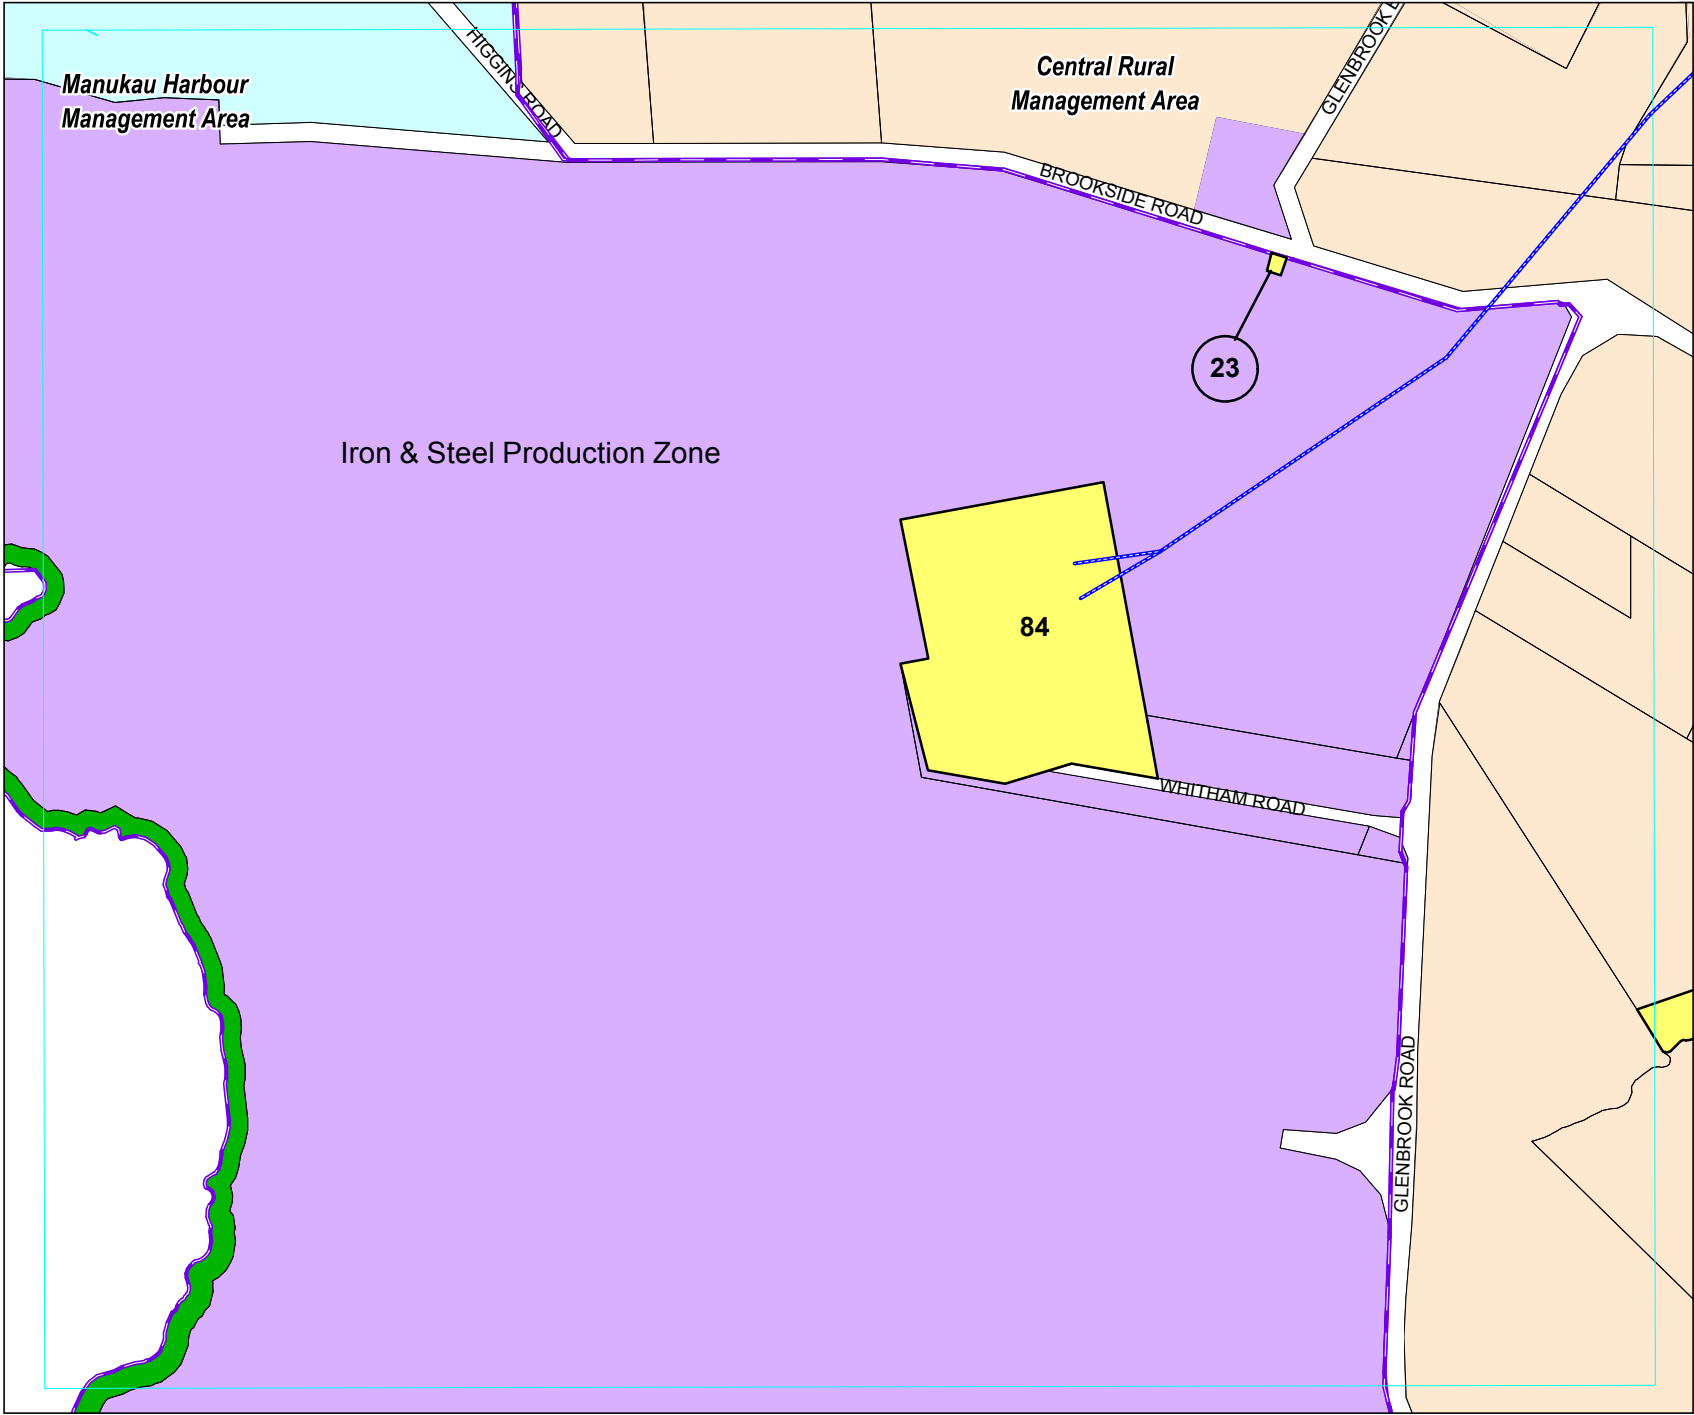 HIGGINS ROAD
GLENBROOK
Manukau Harbour
Management Area
Central Rural
Management Area
BROOKSIDE ROAD
23
Iron & Steel Production Zone
84
WHITHAM ROAD
GLENBROOK ROAD